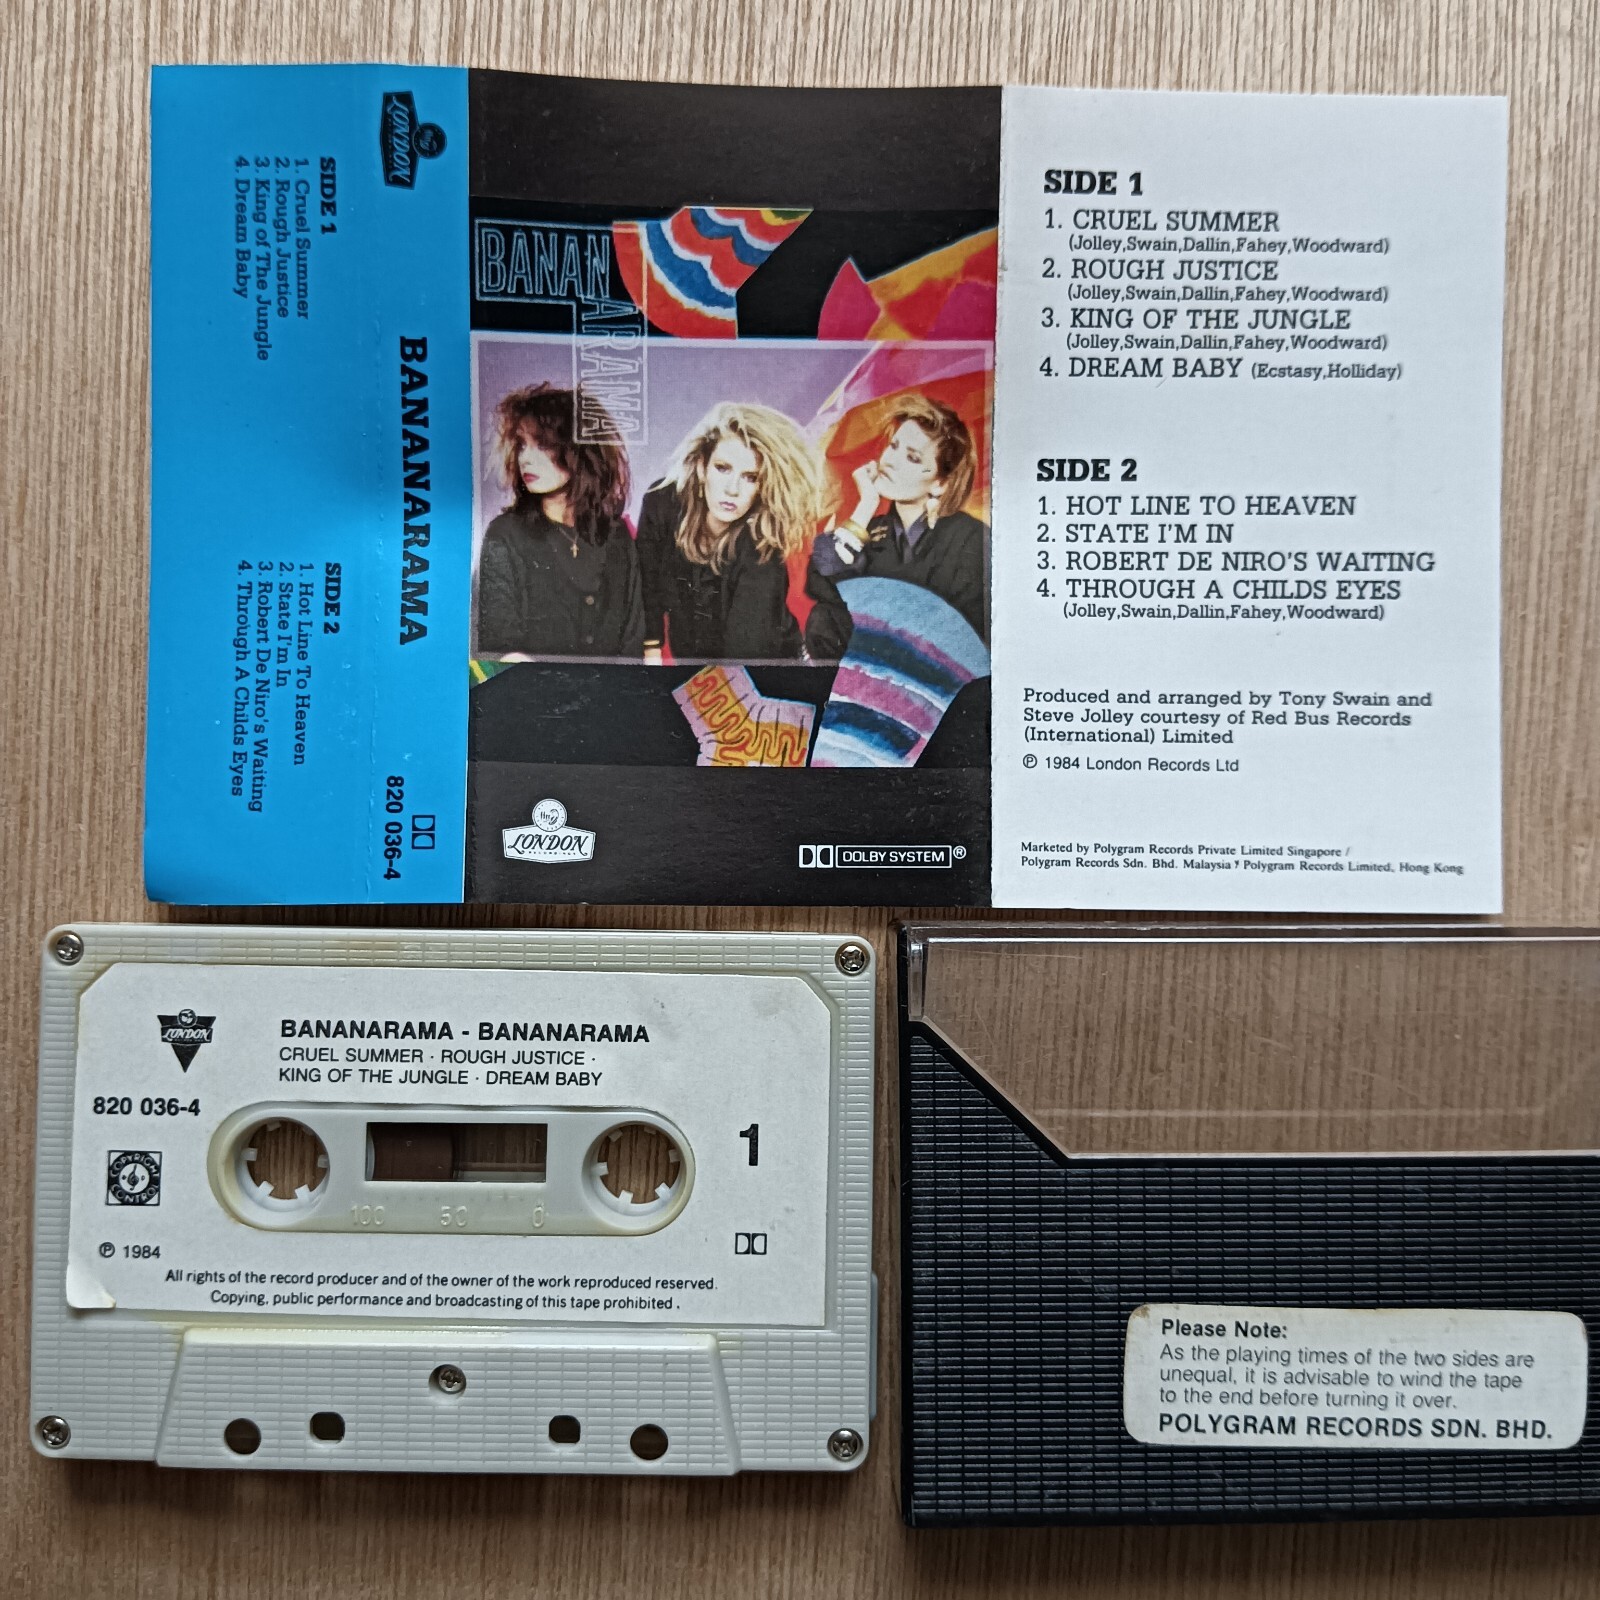 LONDON
SIDE 1
1. Cruel Summer
2. Rough Justice
3. King of The Jungle
4. Dream Baby
BANANARAMA
SIDE 2
1. Hot Line To Heaven
2. State I'm In
3. Robert De Niro's Waiting
4. Through A Childs Eyes
820 036-4
BANAN
ARAMA
LONDON
DOLBY SYSTEM ®
SIDE 1
1. CRUEL SUMMER
(Jolley,Swain,Dallin,Fahey,Woodward)
2. ROUGH JUSTICE
(Jolley,Swain,Dallin,Fahey,Woodward)
3. KING OF THE JUNGLE
(Jolley,Swain,Dallin,Fahey,Woodward)
4. DREAM BABY (Ecstasy,Holliday)
SIDE 2
1. HOT LINE TO HEAVEN
2. STATE I'M IN
3. ROBERT DE NIRO'S WAITING
4. THROUGH A CHILDS EYES
(Jolley,Swain,Dallin,Fahey,Woodward)
Produced and arranged by Tony Swain and
Steve Jolley courtesy of Red Bus Records
(International) Limited
℗ 1984 London Records Ltd
Marketed by Polygram Records Private Limited Singapore /
Polygram Records Sdn. Bhd. Malaysia / Polygram Records Limited, Hong Kong
LONDON
BANANARAMA - BANANARAMA
CRUEL SUMMER · ROUGH JUSTICE ·
KING OF THE JUNGLE · DREAM BABY
820 036-4
1
COPYRIGHT CONTROL
100 50 0
℗ 1984
All rights of the record producer and of the owner of the work reproduced reserved.
Copying, public performance and broadcasting of this tape prohibited.
Please Note:
As the playing times of the two sides are
unequal, it is advisable to wind the tape
to the end before turning it over.
POLYGRAM RECORDS SDN. BHD.